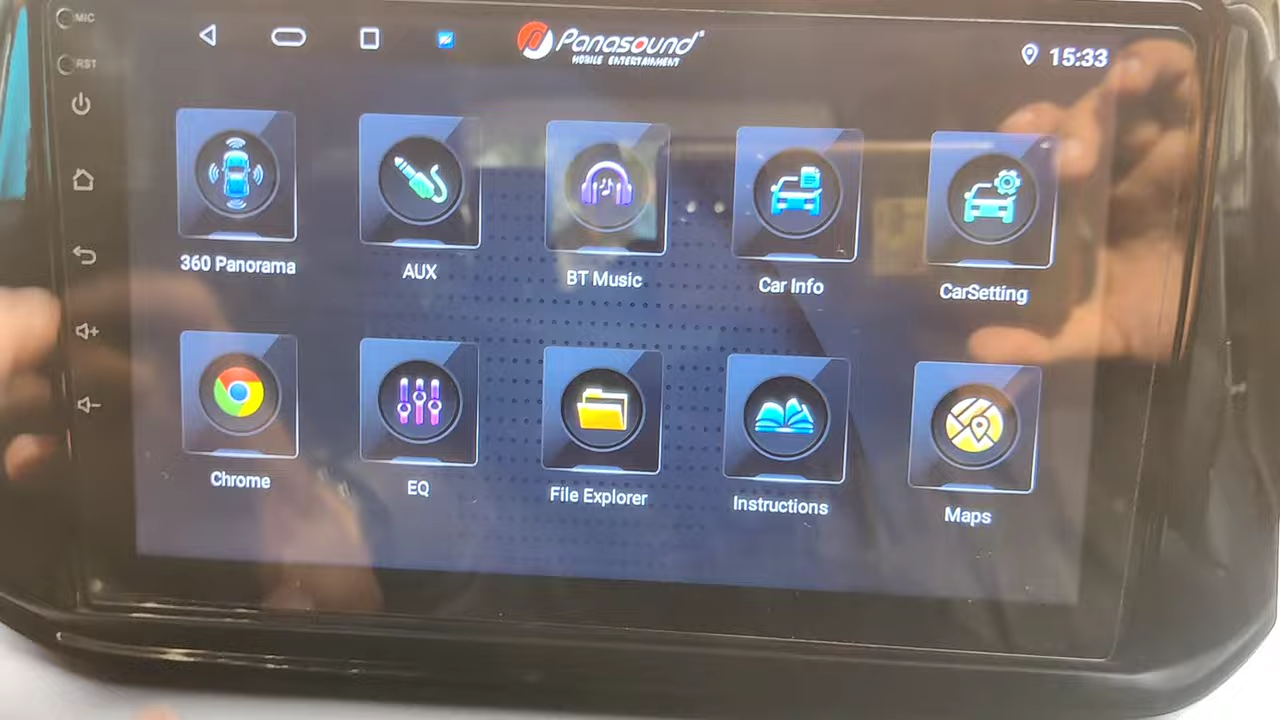 MIC
RST
Panasound
MOBILE ENTERTAINMENT
15:33
360 Panorama
AUX
BT Music
Car Info
CarSetting
Chrome
EQ
File Explorer
Instructions
Maps